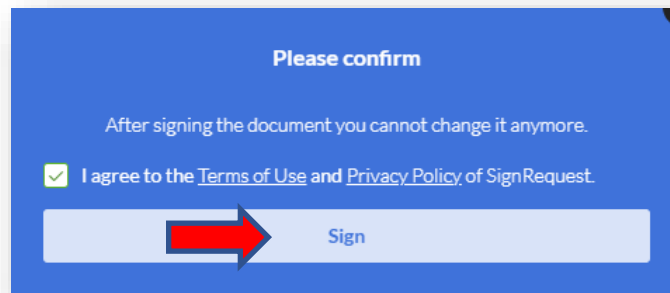 Please confirm
After signing the document you cannot change it anymore.
I agree to the Terms of Use and Privacy Policy of SignRequest.
Sign